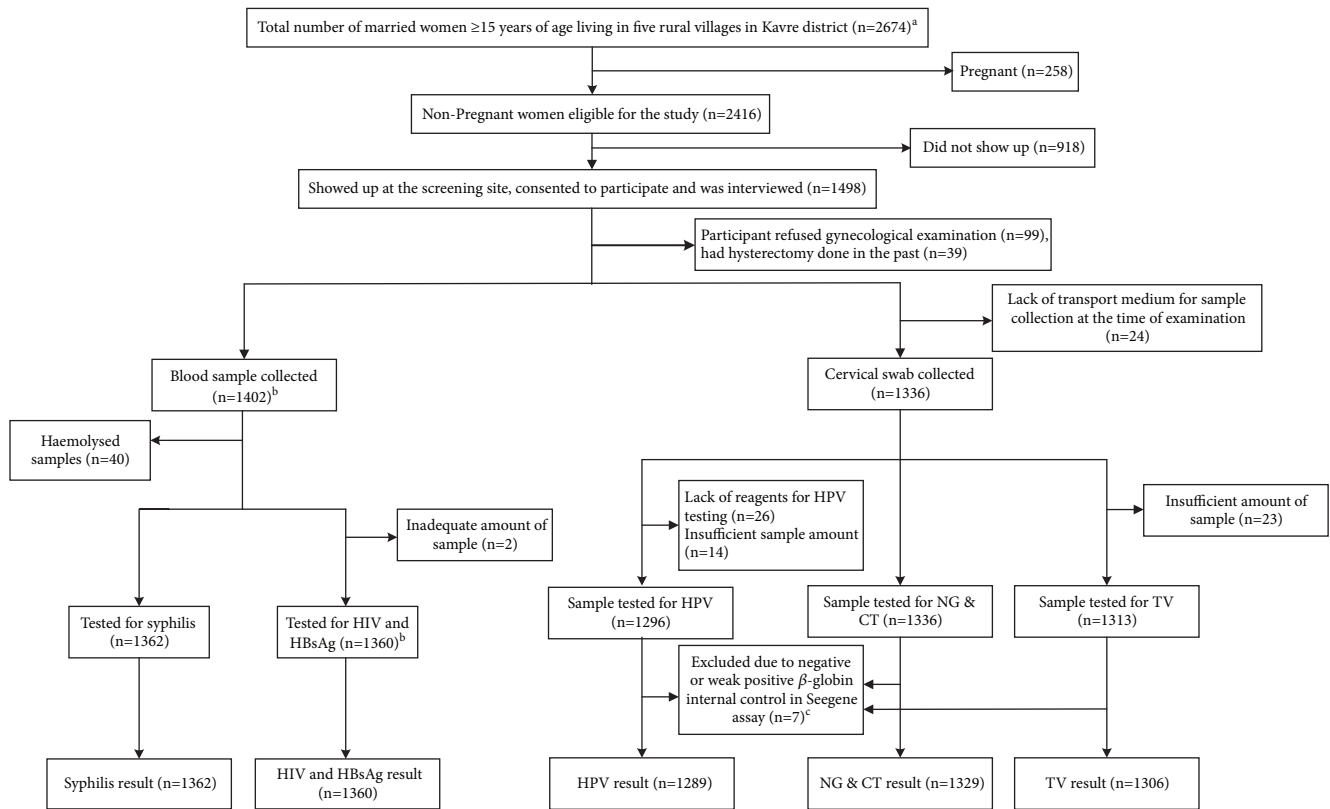 Total number of married women ≥15 years of age living in five rural villages in Kavre district (n=2674)a
Pregnant (n=258)
Non-Pregnant women eligible for the study (n=2416)
Did not show up (n=918)
Showed up at the screening site, consented to participate and was interviewed (n=1498)
Participant refused gynecological examination (n=99),
had hysterectomy done in the past (n=39)
Lack of transport medium for sample
collection at the time of examination
(n=24)
Blood sample collected
(n=1402)b
Cervical swab collected
(n=1336)
Haemolysed
samples (n=40)
Inadequate amount of
sample (n=2)
Lack of reagents for HPV
testing (n=26)
Insufficient sample amount
(n=14)
Insufficient amount of
sample (n=23)
Tested for syphilis
(n=1362)
Tested for HIV and
HBsAg (n=1360)b
Sample tested for HPV
(n=1296)
Sample tested for NG &
CT (n=1336)
Sample tested for TV
(n=1313)
Excluded due to negative
or weak positive β-globin
internal control in Seegene
assay (n=7)c
Syphilis result (n=1362)
HIV and HBsAg result
(n=1360)
HPV result (n=1289)
NG & CT result (n=1329)
TV result (n=1306)